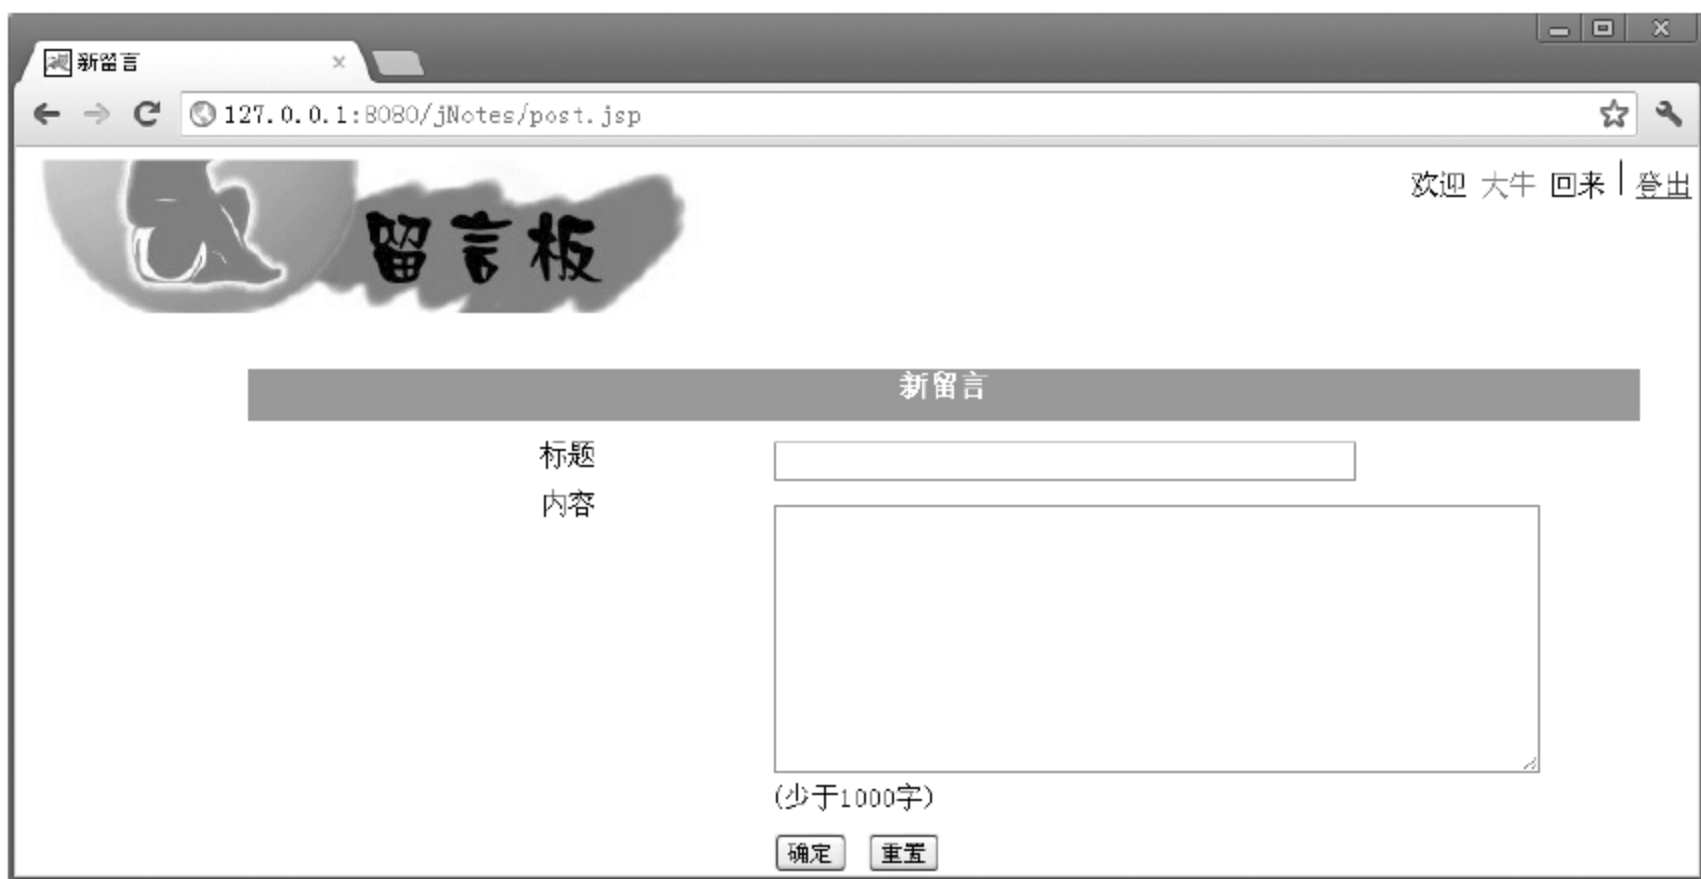 新留言
127.0.0.1:8080/jNotes/post.jsp
欢迎 大牛 回来 | 登出
留言板
新留言
标题
内容
(少于1000字)
确定 重置